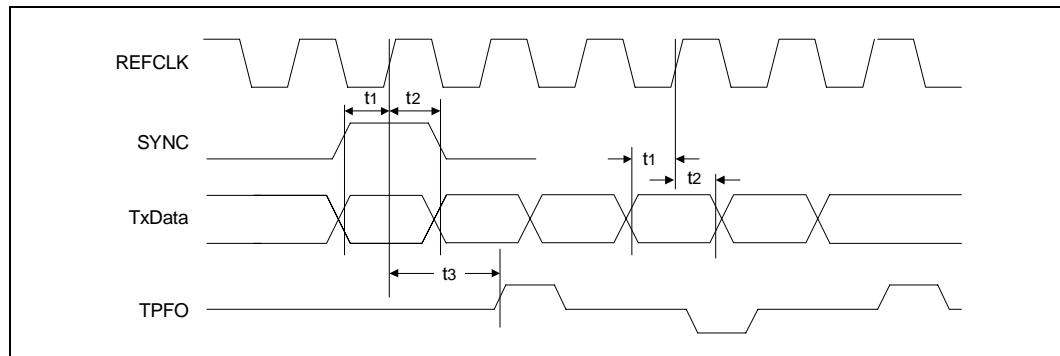 REFCLK
t1 t2
SYNC
t1
t2
TxData
t3
TPFO